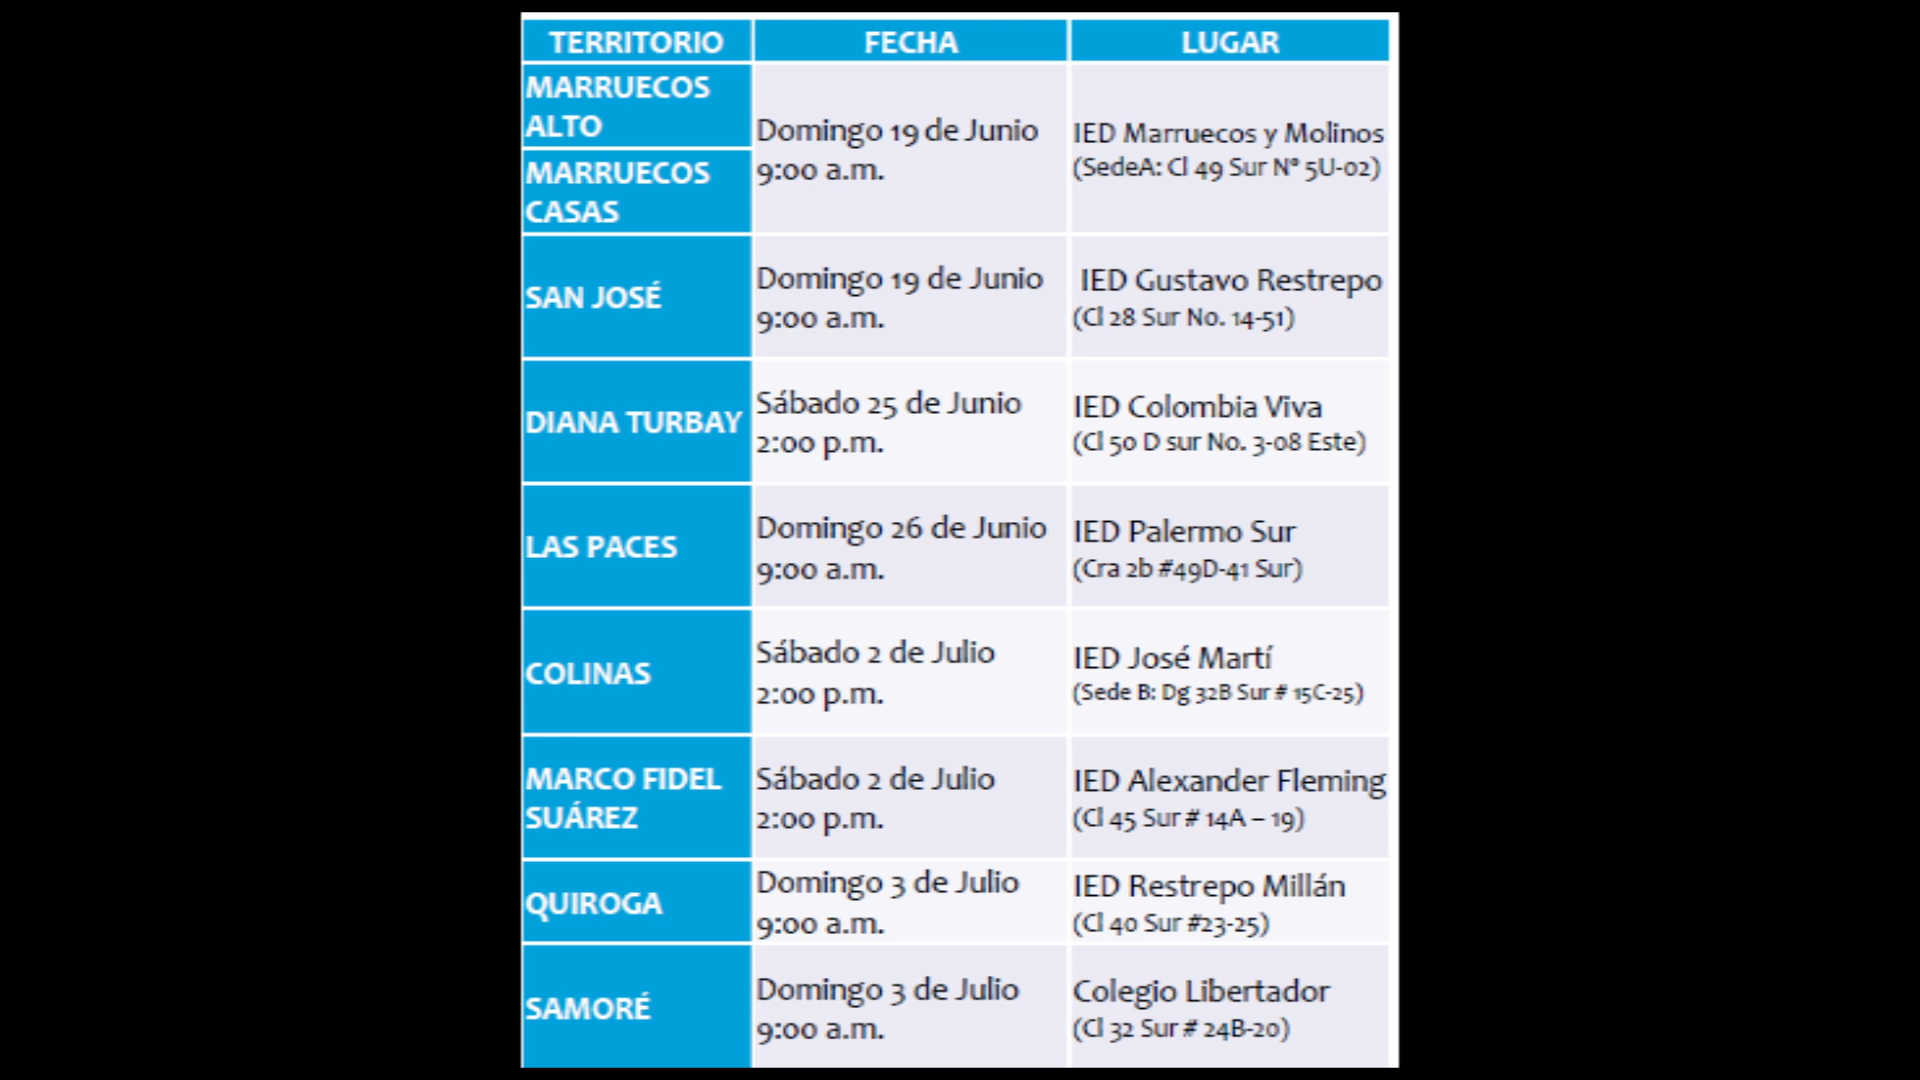 TERRITORIO FECHA LUGAR
MARRUECOS
ALTO
MARRUECOS
CASAS
Domingo 19 de Junio
9:00 a.m.
IED Marruecos y Molinos
(SedeA: Cl 49 Sur Nº 5U-02)
SAN JOSÉ
Domingo 19 de Junio
9:00 a.m.
IED Gustavo Restrepo
(Cl 28 Sur No. 14-51)
DIANA TURBAY
Sábado 25 de Junio
2:00 p.m.
IED Colombia Viva
(Cl 50 D sur No. 3-08 Este)
LAS PACES
Domingo 26 de Junio
9:00 a.m.
IED Palermo Sur
(Cra 2b #49D-41 Sur)
COLINAS
Sábado 2 de Julio
2:00 p.m.
IED José Martí
(Sede B: Dg 32B Sur # 15C-25)
MARCO FIDEL
SUÁREZ
Sábado 2 de Julio
2:00 p.m.
IED Alexander Fleming
(Cl 45 Sur # 14A – 19)
QUIROGA
Domingo 3 de Julio
9:00 a.m.
IED Restrepo Millán
(Cl 40 Sur #23-25)
SAMORÉ
Domingo 3 de Julio
9:00 a.m.
Colegio Libertador
(Cl 32 Sur # 24B-20)